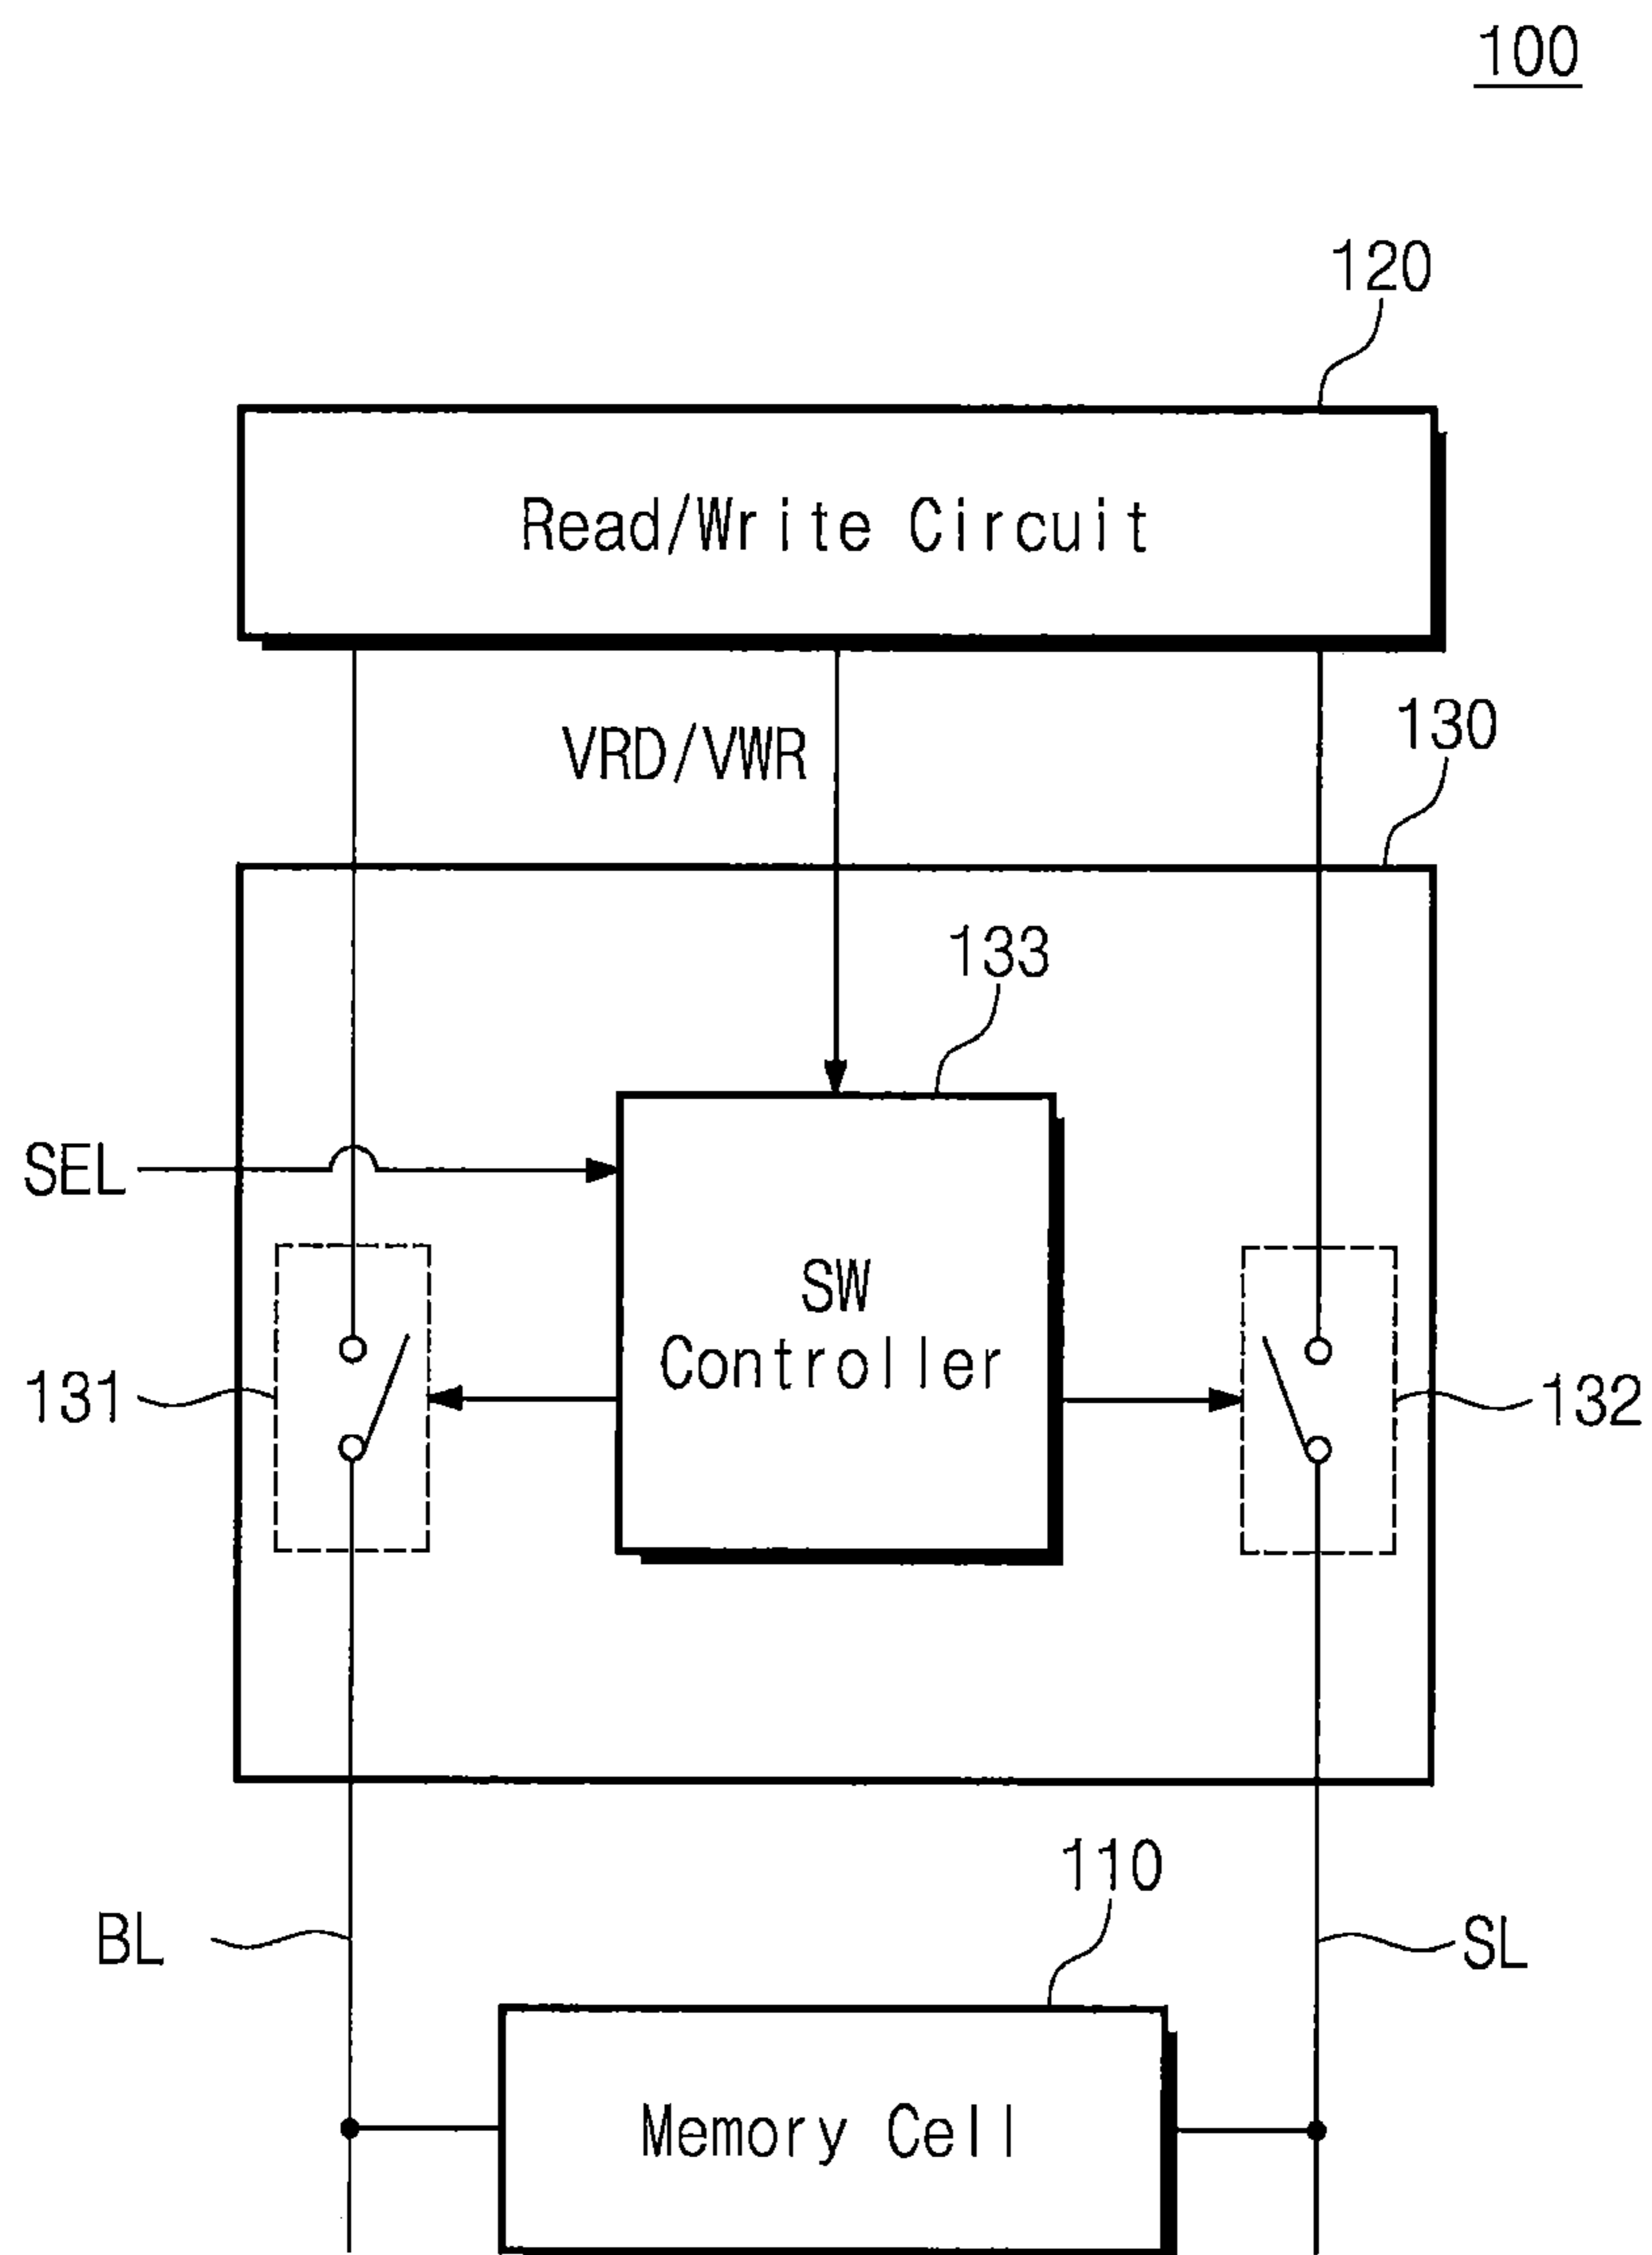 100
120
Read/Write Circuit
VRD/VWR
130
133
SEL
SW
Controller
131
132
110
BL
SL
Memory Cell